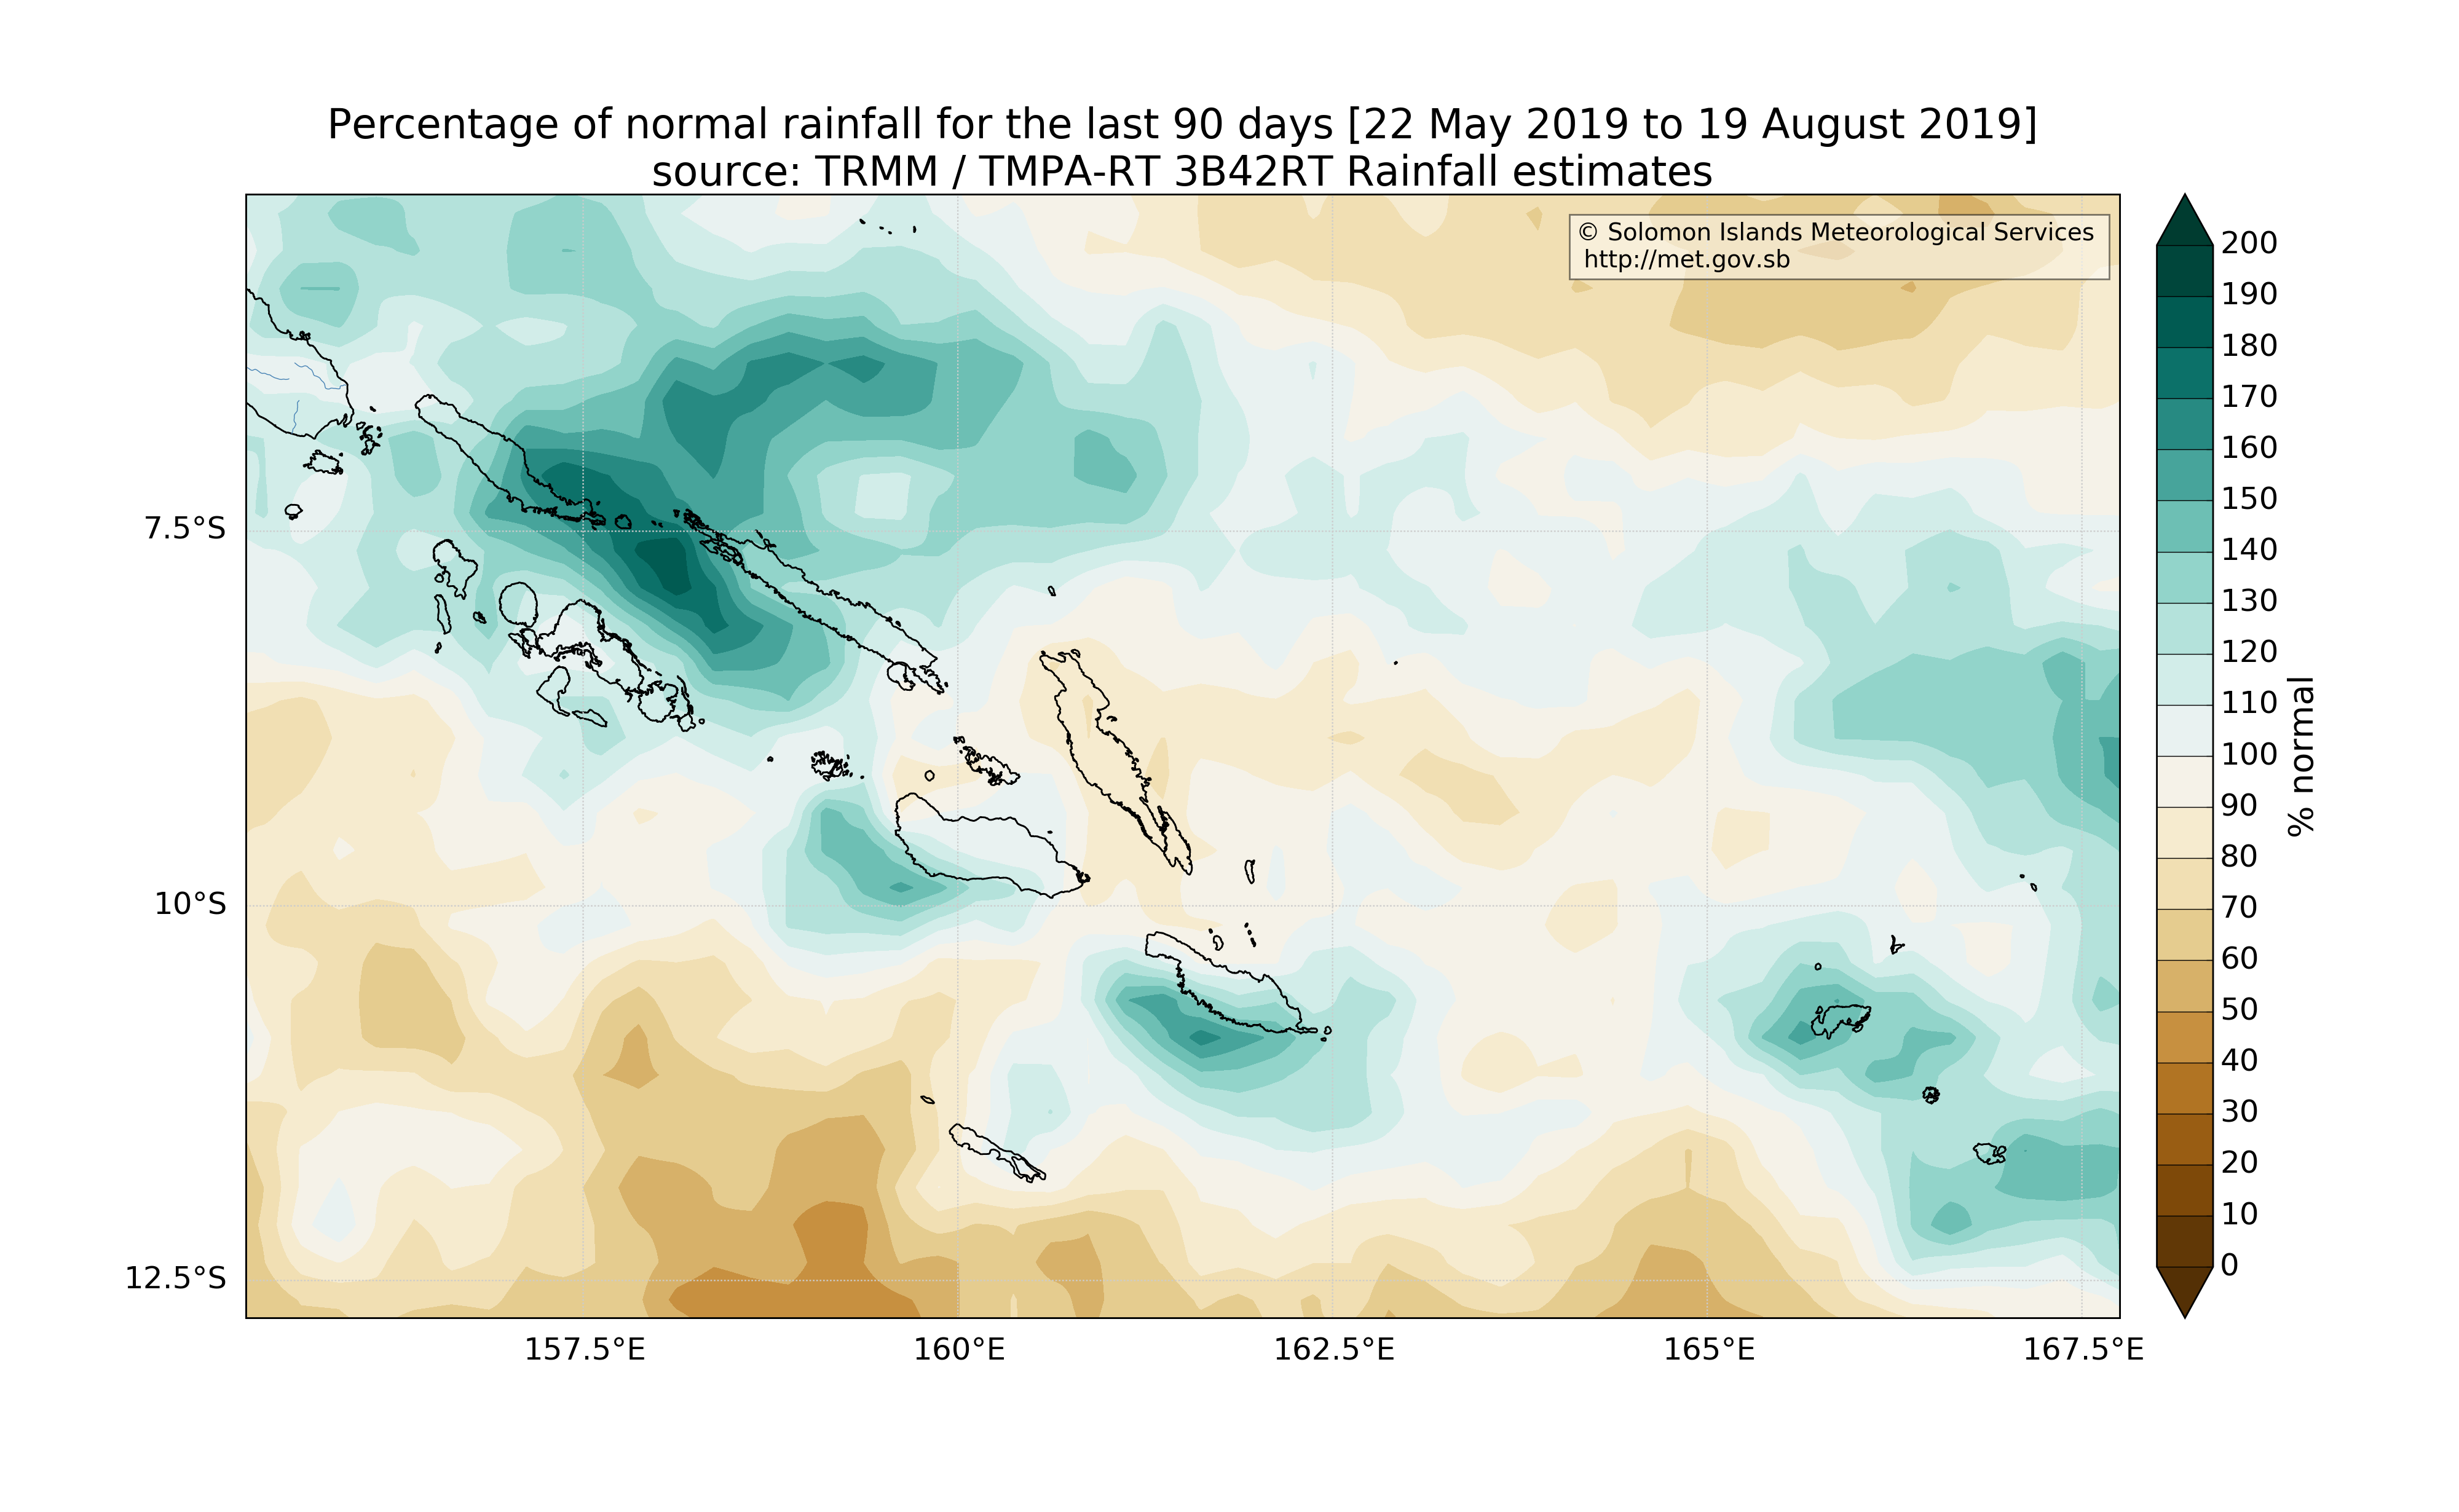 Percentage of normal rainfall for the last 90 days [22 May 2019 to 19 August 2019]
source: TRMM / TMPA-RT 3B42RT Rainfall estimates
© Solomon Islands Meteorological Services
http://met.gov.sb
7.5°S
10°S
12.5°S
157.5°E
160°E
162.5°E
165°E
167.5°E
200
190
180
170
160
150
140
130
120
110
100
90
80
70
60
50
40
30
20
10
0
% normal